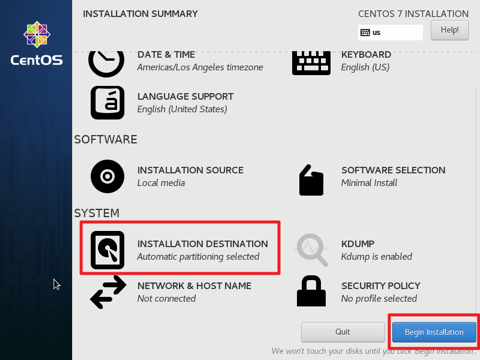 INSTALLATION SUMMARY
CENTOS 7 INSTALLATION
us
Help!
CentOS
DATE & TIME
Americas/Los Angeles timezone
KEYBOARD
English (US)
LANGUAGE SUPPORT
English (United States)
SOFTWARE
INSTALLATION SOURCE
Local media
SOFTWARE SELECTION
Minimal Install
SYSTEM
INSTALLATION DESTINATION
Automatic partitioning selected
KDUMP
Kdump is enabled
NETWORK & HOST NAME
Not connected
SECURITY POLICY
No profile selected
Quit
Begin Installation
We won't touch your disks until you click 'Begin Installation'.